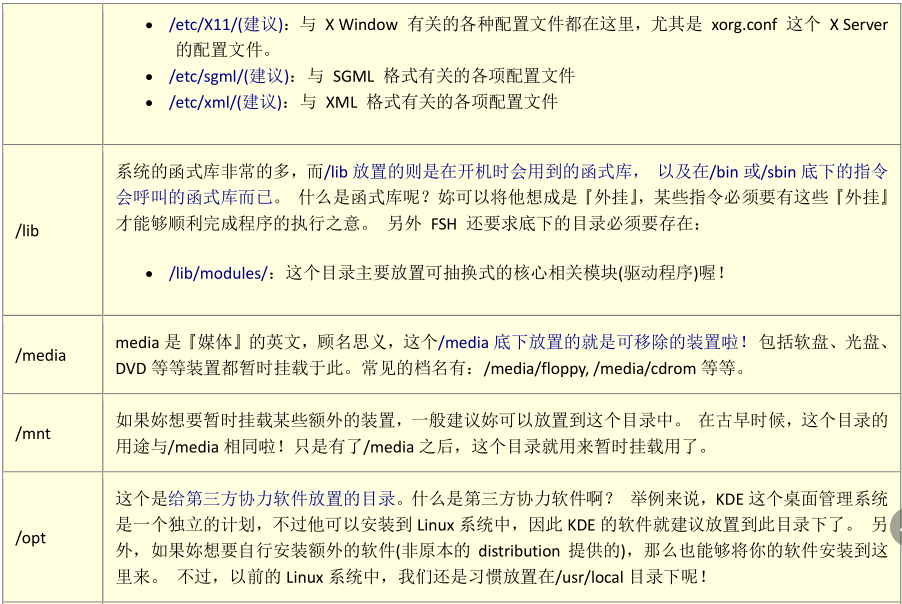 • /etc/X11/(建议)：与 X Window 有关的各种配置文件都在这里，尤其是 xorg.conf 这个 X Server
的配置文件。
• /etc/sgml/(建议)：与 SGML 格式有关的各项配置文件
• /etc/xml/(建议)：与 XML 格式有关的各项配置文件
/lib
系统的函式库非常的多，而/lib 放置的则是在开机时会用到的函式库， 以及在/bin 或/sbin 底下的指令
会呼叫的函式库而已。 什么是函式库呢？妳可以将他想成是『外挂』，某些指令必须要有这些『外挂』
才能够顺利完成程序的执行之意。 另外 FSH 还要求底下的目录必须要存在：
• /lib/modules/：这个目录主要放置可抽换式的核心相关模块(驱动程序)喔！
/media
media 是『媒体』的英文，顾名思义，这个/media 底下放置的就是可移除的装置啦！ 包括软盘、光盘、
DVD 等等装置都暂时挂载于此。常见的档名有：/media/floppy, /media/cdrom 等等。
/mnt
如果妳想要暂时挂载某些额外的装置，一般建议妳可以放置到这个目录中。 在古早时候，这个目录的
用途与/media 相同啦！只是有了/media 之后，这个目录就用来暂时挂载用了。
/opt
这个是给第三方协力软件放置的目录。什么是第三方协力软件啊？ 举例来说，KDE 这个桌面管理系统
是一个独立的计划，不过他可以安装到 Linux 系统中，因此 KDE 的软件就建议放置到此目录下了。 另
外，如果妳想要自行安装额外的软件(非原本的 distribution 提供的)，那么也能够将你的软件安装到这
里来。 不过，以前的 Linux 系统中，我们还是习惯放置在/usr/local 目录下呢！